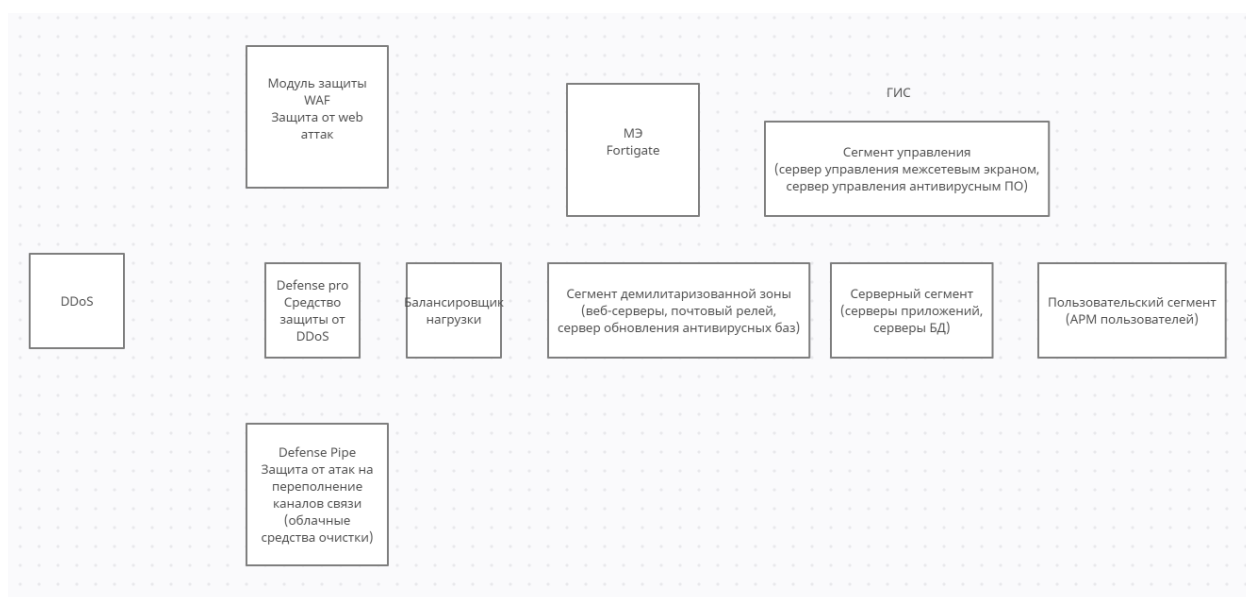 Модуль защиты
WAF
Защита от web
аттак
МЭ
Fortigate
ГИС
Сегмент управления
(сервер управления межсетевым экраном,
сервер управления антивирусным ПО)
DDoS
Defense pro
Средство
защиты от
DDoS
Балансировщик
нагрузки
Сегмент демилитаризованной зоны
(веб-серверы, почтовый релей,
сервер обновления антивирусных баз)
Серверный сегмент
(серверы приложений,
серверы БД)
Пользовательский сегмент
(АРМ пользователей)
Defense Pipe
Защита от атак на
переполнение
каналов связи
(облачные
средства очистки)